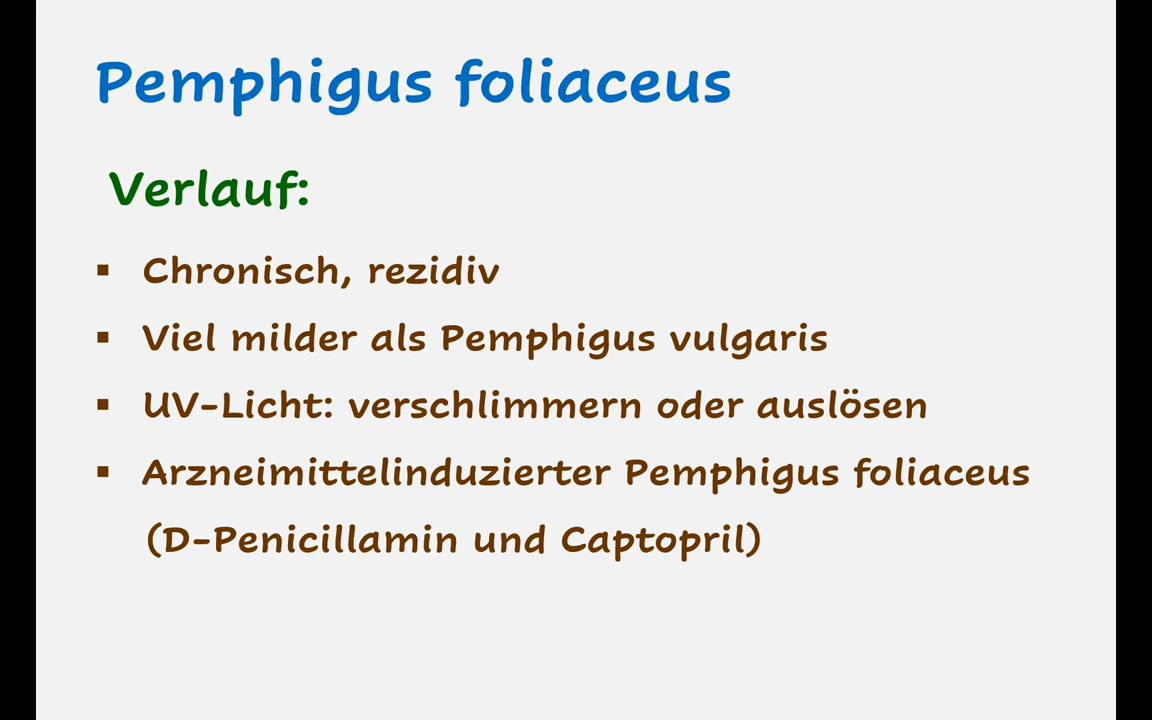 Pemphigus foliaceus
Verlauf:
▪ Chronisch, rezidiv
▪ Viel milder als Pemphigus vulgaris
▪ UV-Licht: verschlimmern oder auslösen
▪ Arzneimittelinduzierter Pemphigus foliaceus
(D-Penicillamin und Captopril)